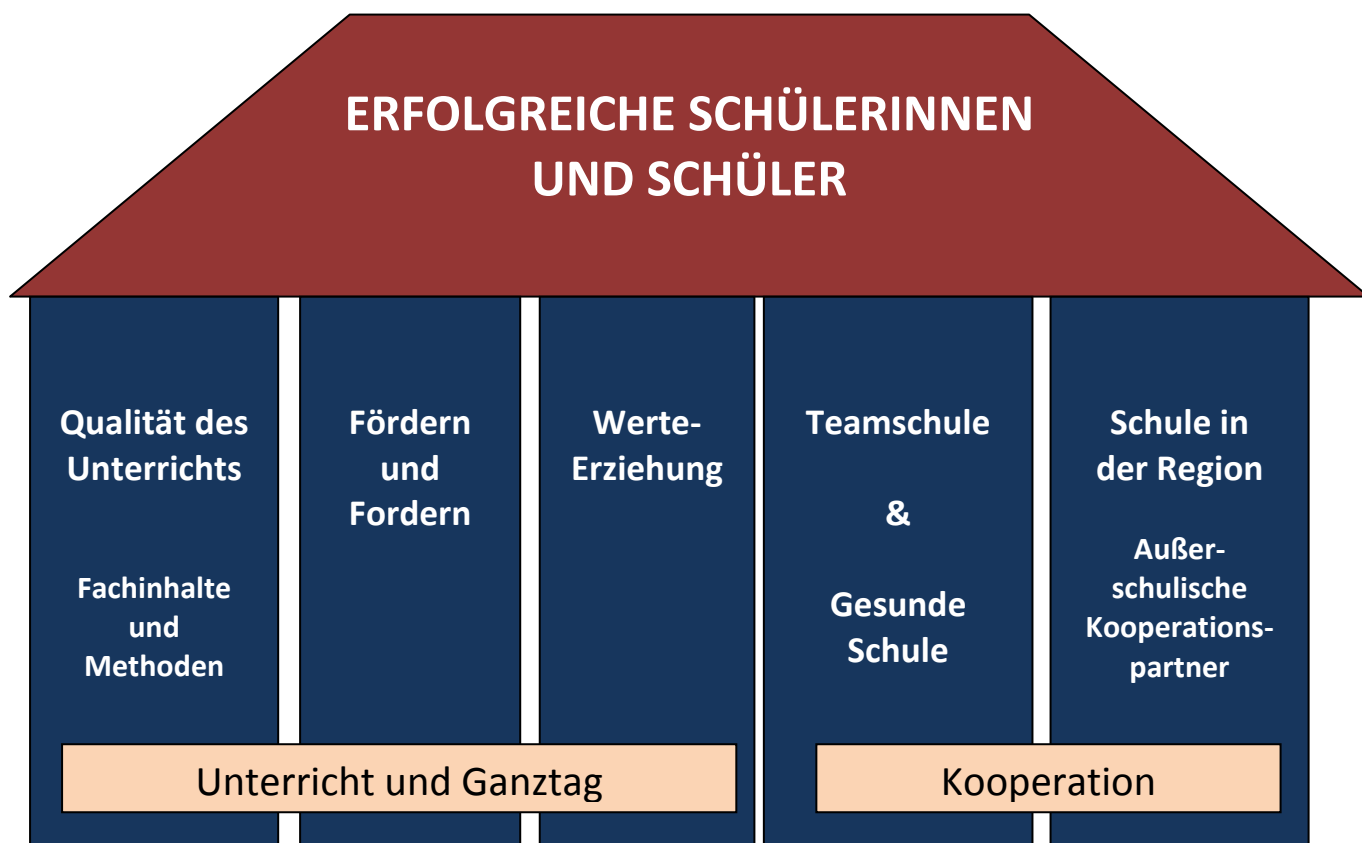 ERFOLGREICHE SCHÜLERINNEN
UND SCHÜLER
Qualität des
Unterrichts
Fachinhalte
und
Methoden
Fördern
und
Fordern
Werte-
Erziehung
Teamschule
&
Gesunde
Schule
Schule in
der Region
Außer-
schulische
Kooperations-
partner
Unterricht und Ganztag
Kooperation